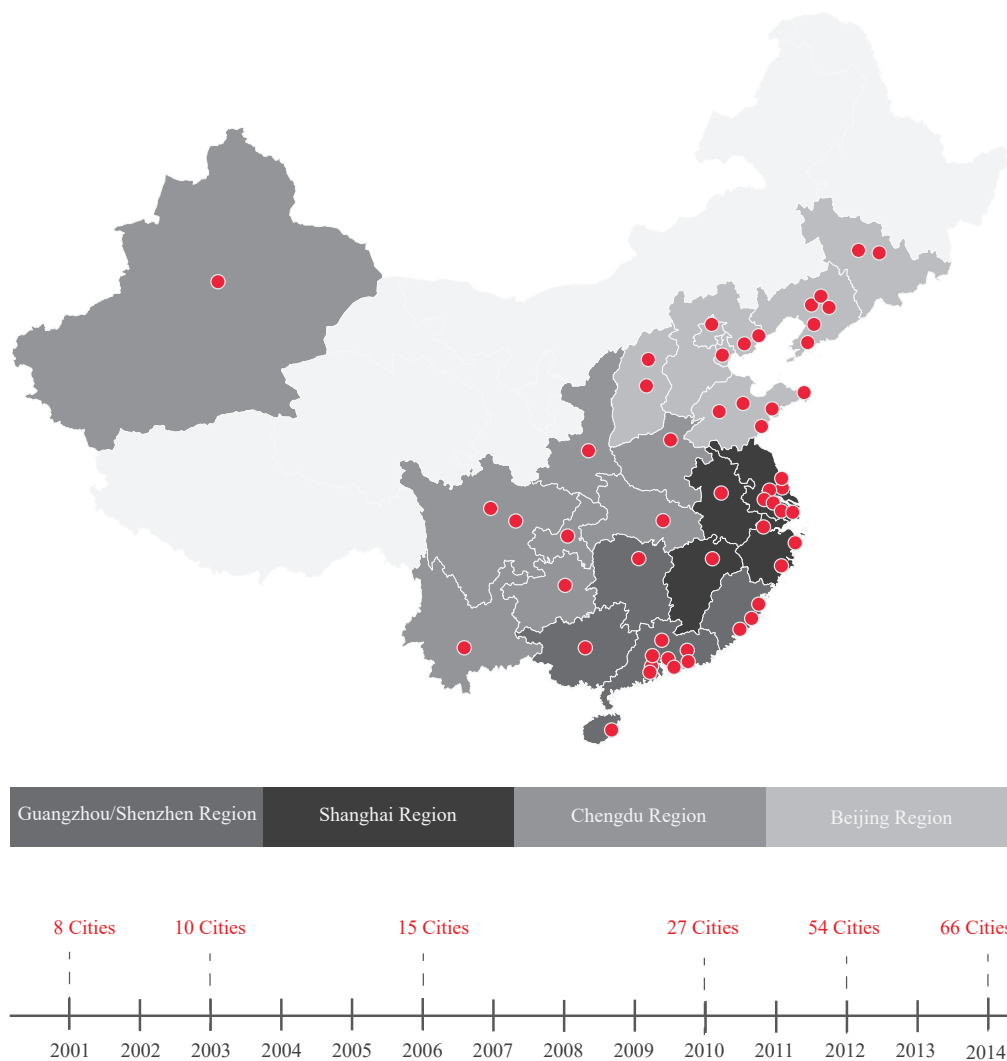 Guangzhou/Shenzhen Region Shanghai Region Chengdu Region Beijing Region
8 Cities 10 Cities 15 Cities 27 Cities 54 Cities 66 Cities
2001 2002 2003 2004 2005 2006 2007 2008 2009 2010 2011 2012 2013 2014